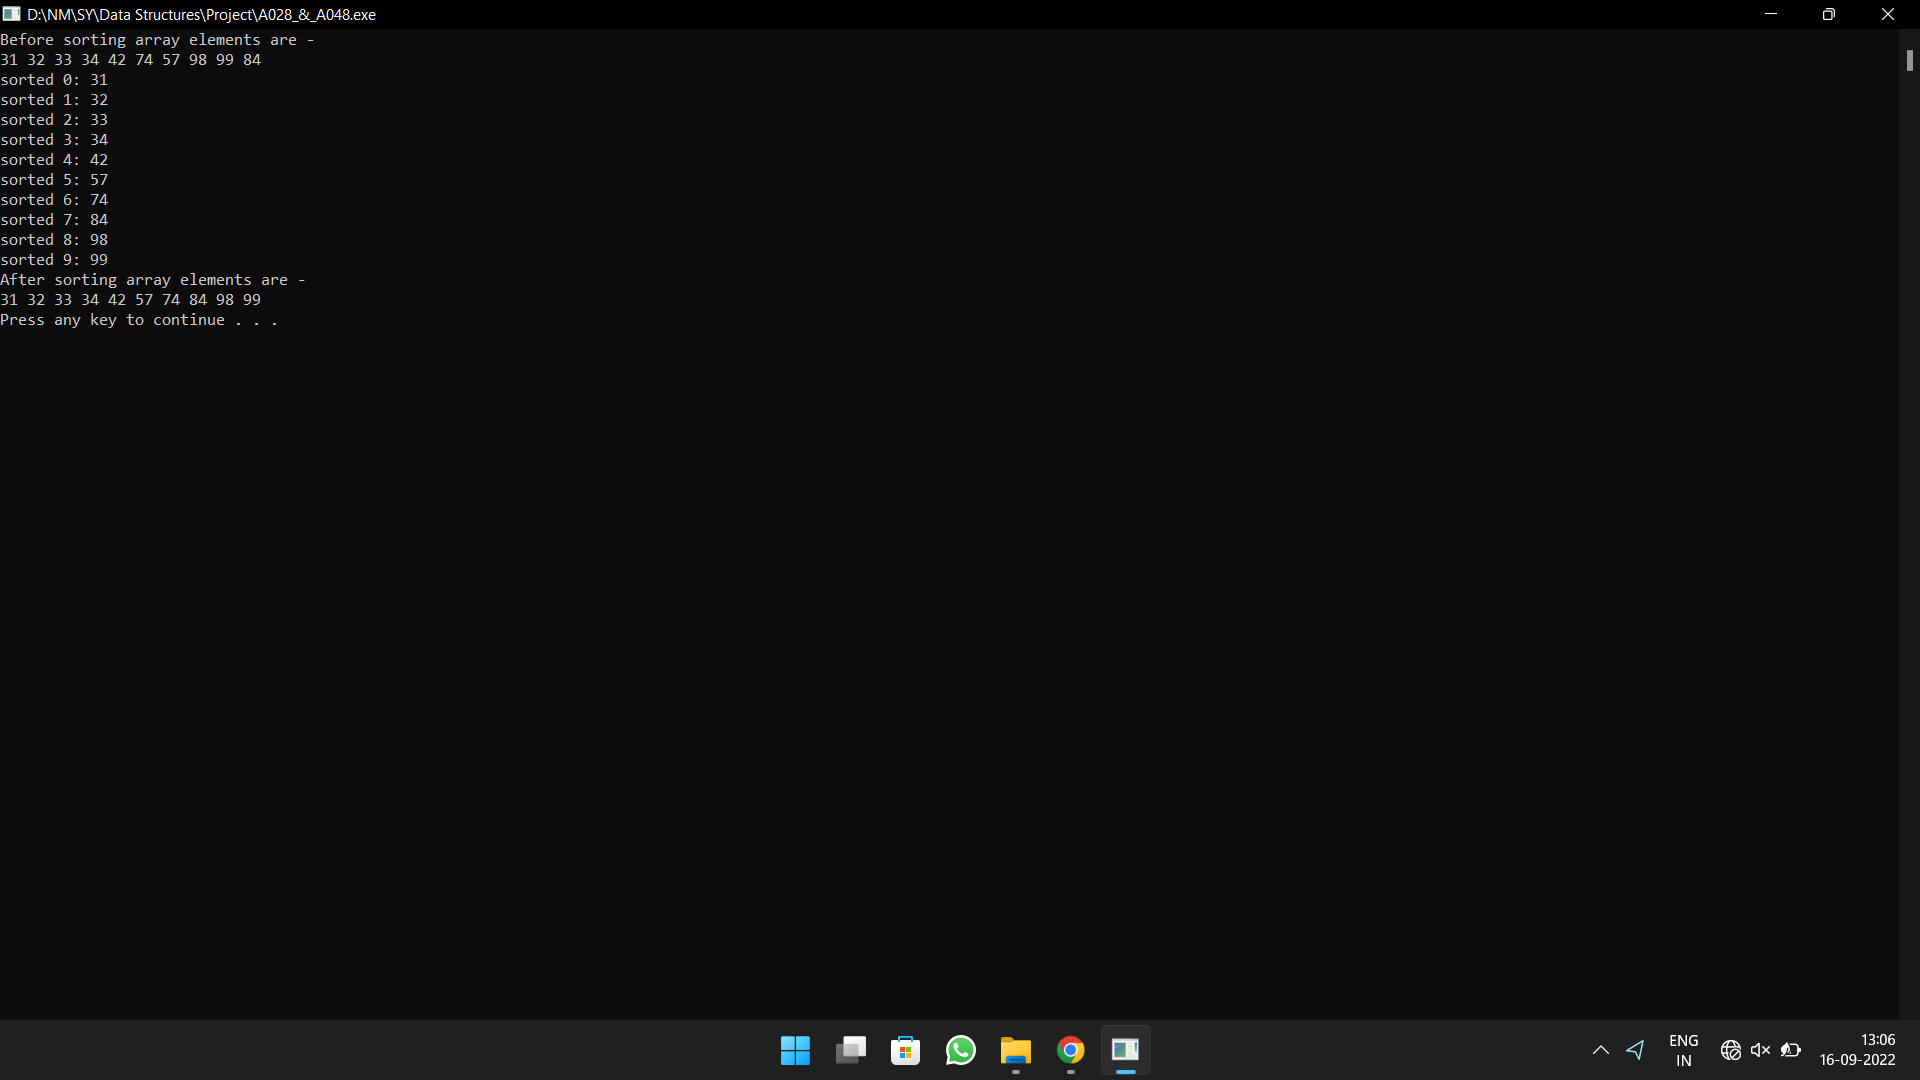 D:\NM\SY\Data Structures\Project\A028_&_A048.exe
Before sorting array elements are -
31 32 33 34 42 74 57 98 99 84
sorted 0: 31
sorted 1: 32
sorted 2: 33
sorted 3: 34
sorted 4: 42
sorted 5: 57
sorted 6: 74
sorted 7: 84
sorted 8: 98
sorted 9: 99
After sorting array elements are -
31 32 33 34 42 57 74 84 98 99
Press any key to continue . . .
ENG
IN
13:06
16-09-2022